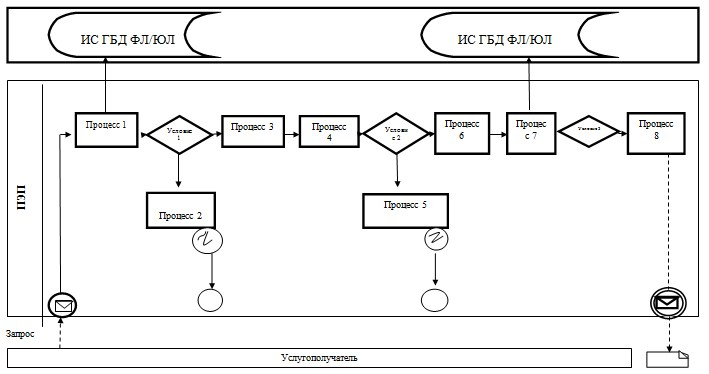 ИС ГБД ФЛ/ЮЛ
ИС ГБД ФЛ/ЮЛ
ПЭП
Процесс 1
Условие
1
Процесс 3
Процесс
4
Услови
е 2
Процесс
6
Процес
с 7
Процесс
8
Процесс 2
Процесс 5
Запрос
Услугополучатель